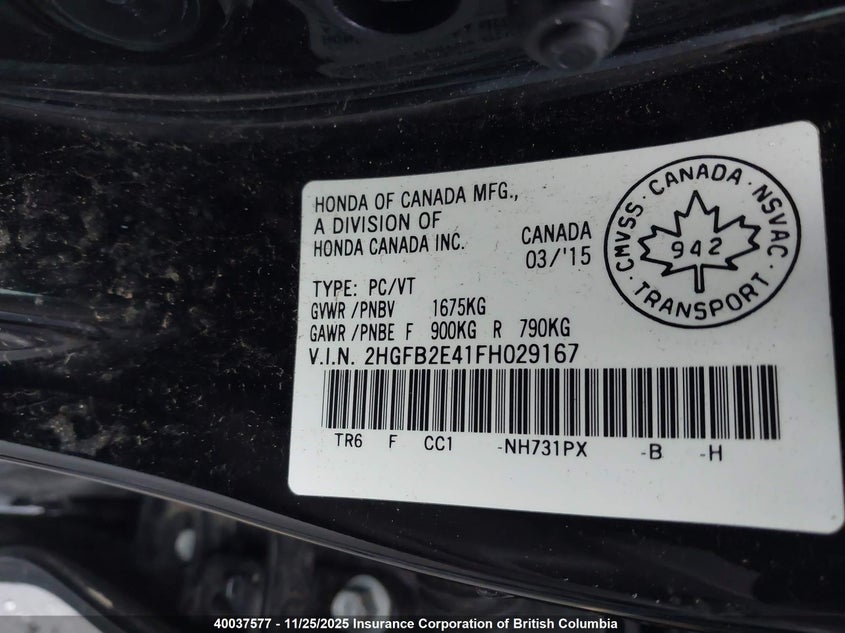 HONDA OF CANADA MFG.,
A DIVISION OF
HONDA CANADA INC.
CANADA
03/'15
TYPE: PC/VT
GVWR /PNBV 1675KG
GAWR /PNBE F 900KG R 790KG
V.I.N. 2HGFB2E41FH029167
TR6 F CC1 -NH731PX -B -H
CMVSS · CANADA · NSVAC
942
· TRANSPORT ·
40037577 - 11/25/2025 Insurance Corporation of British Columbia